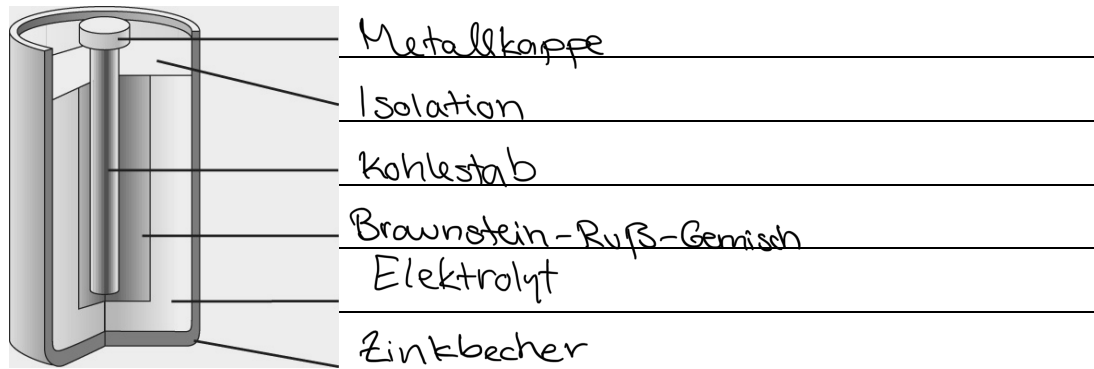 Metallkappe
Isolation
Kohlestab
Braunstein-Ruß-Gemisch
Elektrolyt
Zinkbecher